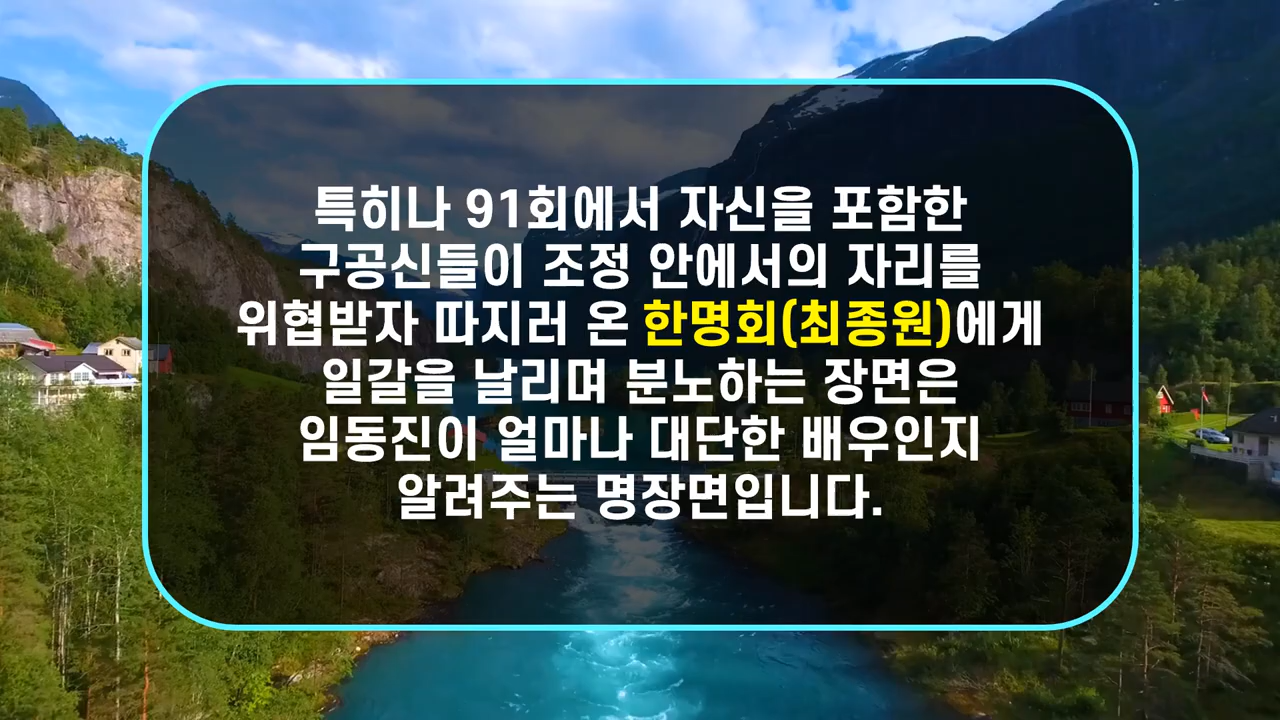 특히나 91회에서 자신을 포함한
구공신들이 조정 안에서의 자리를
위협받자 따지러 온 한명회(최종원)에게
일갈을 날리며 분노하는 장면은
임동진이 얼마나 대단한 배우인지
알려주는 명장면입니다.